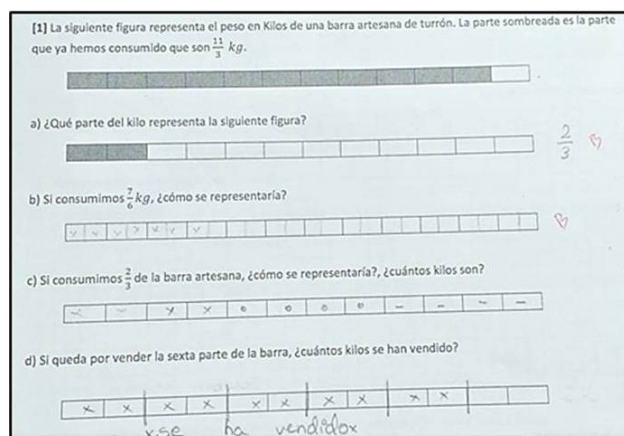 [1] La siguiente figura representa el peso en Kilos de una barra artesana de turrón. La parte sombreada es la parte
que ya hemos consumido que son 11/3 kg.
a) ¿Qué parte del kilo representa la siguiente figura?
2/3
b) Si consumimos 7/6 kg, ¿cómo se representaría?
c) Si consumimos 2/3 de la barra artesana, ¿cómo se representaría?, ¿cuántos kilos son?
d) Si queda por vender la sexta parte de la barra, ¿cuántos kilos se han vendido?
x x x x x x x x x x
se ha vendido